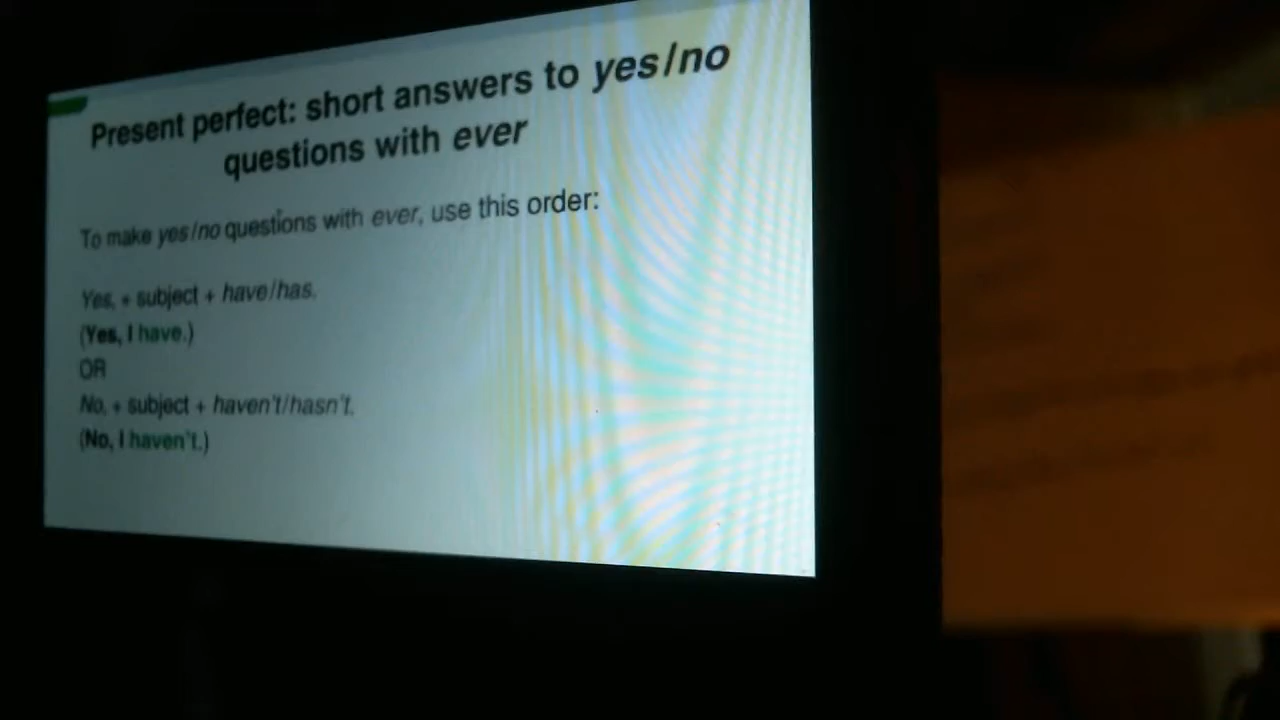 Present perfect: short answers to yes/no
questions with ever
To make yes/no questions with ever, use this order:
Yes, + subject + have/has.
(Yes, I have.)
OR
No, + subject + haven't/hasn't.
(No, I haven't.)